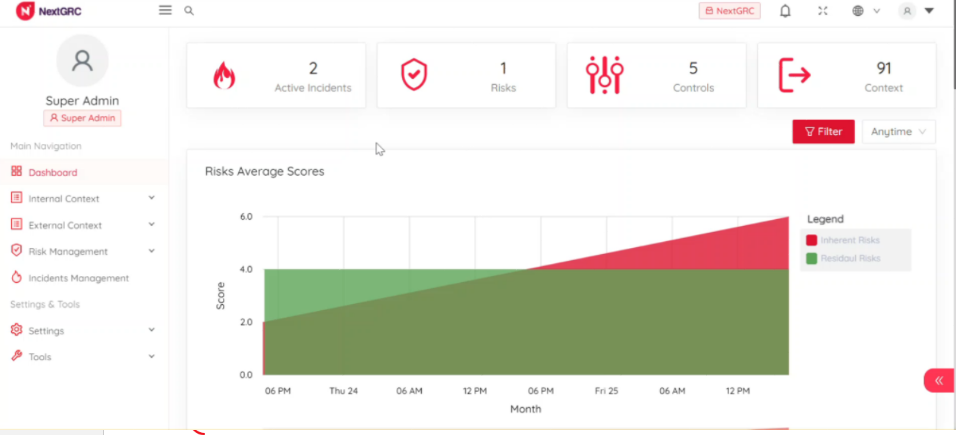 NextGRC
NextGRC
2
Active Incidents
1
Risks
5
Controls
91
Context
Super Admin
Super Admin
Main Navigation
Dashboard
Internal Context
External Context
Risk Management
Incidents Management
Settings & Tools
Settings
Tools
Filter
Anytime
Risks Average Scores
6.0
4.0
2.0
0.0
Score
06 PM
Thu 24
06 AM
12 PM
06 PM
Fri 25
06 AM
12 PM
Month
Legend
Inherent Risks
Residaul Risks